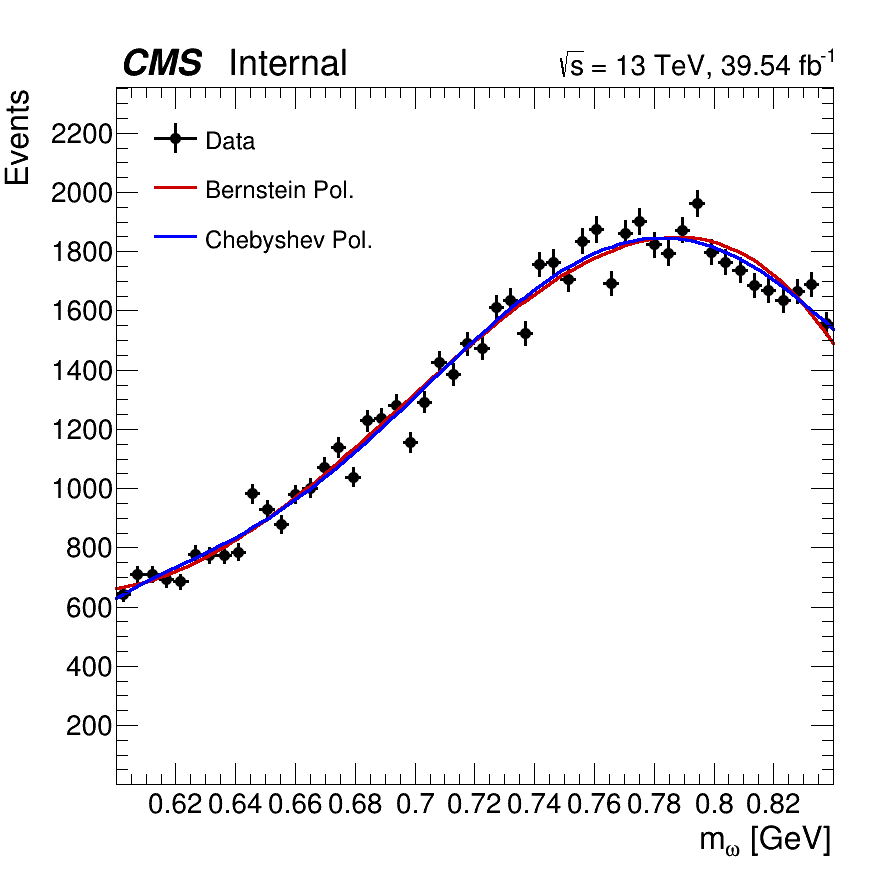 CMS Internal √s = 13 TeV, 39.54 fb⁻¹
Events
Data
Bernstein Pol.
Chebyshev Pol.
2200
2000
1800
1600
1400
1200
1000
800
600
400
200
0.62 0.64 0.66 0.68 0.7 0.72 0.74 0.76 0.78 0.8 0.82
m_ω [GeV]